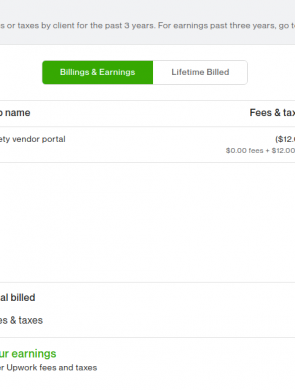 s or taxes by client for the past 3 years. For earnings past three years, go to
Billings & Earnings Lifetime Billed
name Fees & tax
ety vendor portal ($12.
$0.00 fees + $12.00
al billed
es & taxes
ur earnings
er Upwork fees and taxes